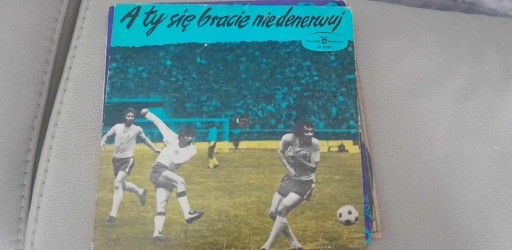 A ty się bracie nie denerwuj